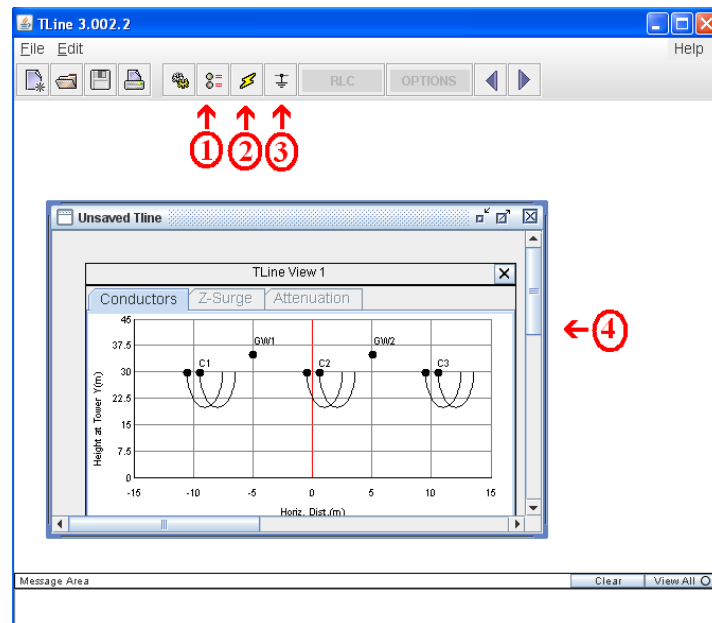 TLine 3.002.2
File Edit Help
RLC OPTIONS
1 2 3
Unsaved Tline
TLine View 1
Conductors Z-Surge Attenuation
45
37.5
30
22.5
15
7.5
0
Height at Tower Y(m)
GW1 GW2
C1 C2 C3
-15 -10 -5 0 5 10 15
Horiz. Dist.(m)
4
Message Area Clear View All